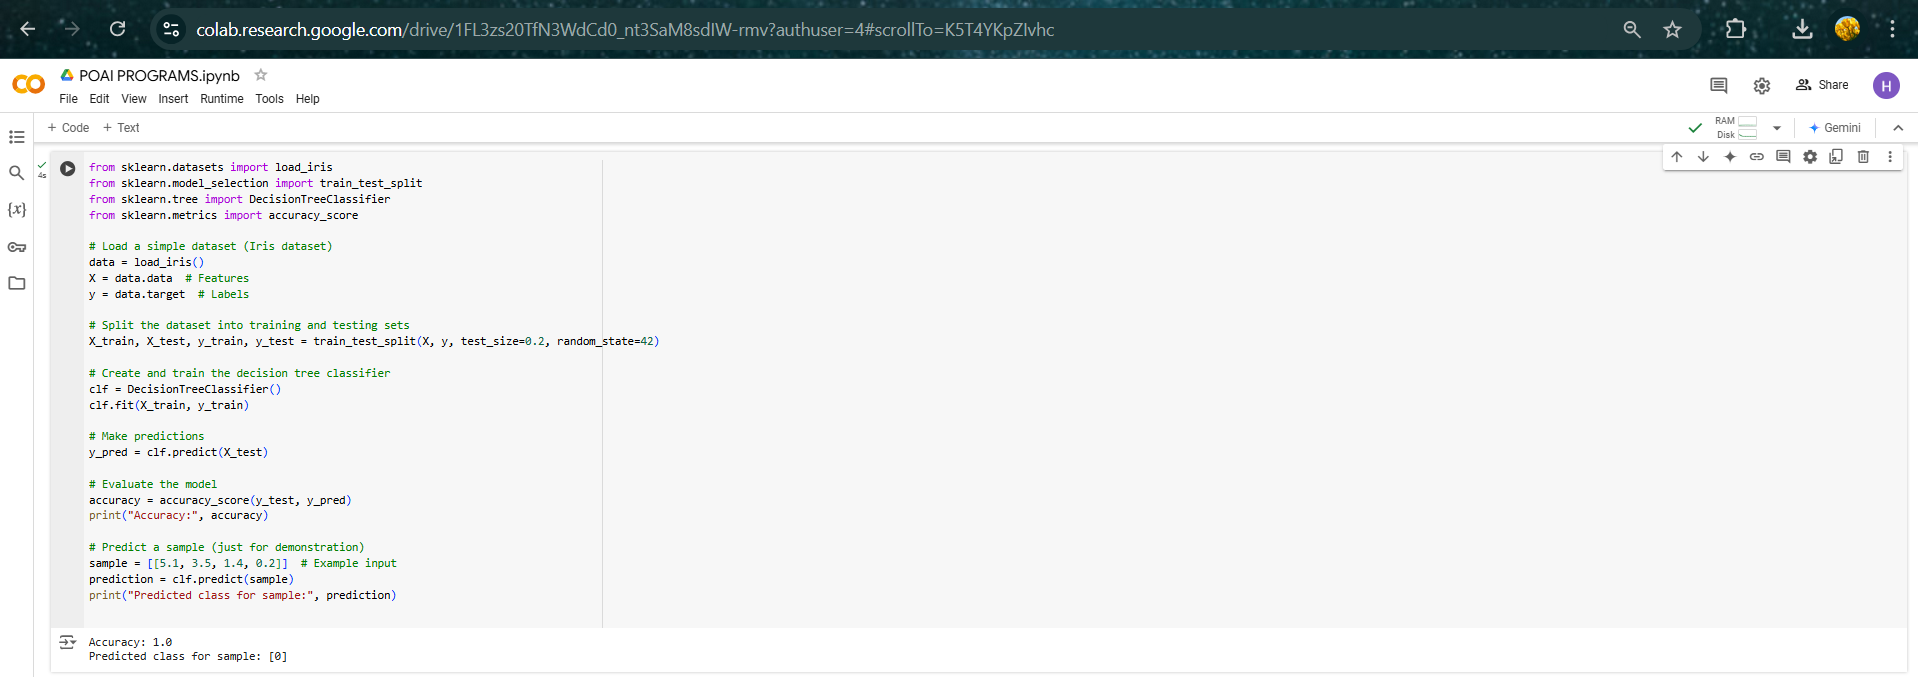 colab.research.google.com/drive/1FL3zs20TfN3WdCd0_nt3SaM8sdIW-rmv?authuser=4#scrollTo=K5T4YKpZIvhc
CO
POAI PROGRAMS.ipynb
File Edit View Insert Runtime Tools Help
Share
H
+ Code + Text
RAM
Disk
Gemini
{x}
4s
from sklearn.datasets import load_iris
from sklearn.model_selection import train_test_split
from sklearn.tree import DecisionTreeClassifier
from sklearn.metrics import accuracy_score
# Load a simple dataset (Iris dataset)
data = load_iris()
X = data.data  # Features
y = data.target  # Labels
# Split the dataset into training and testing sets
X_train, X_test, y_train, y_test = train_test_split(X, y, test_size=0.2, random_state=42)
# Create and train the decision tree classifier
clf = DecisionTreeClassifier()
clf.fit(X_train, y_train)
# Make predictions
y_pred = clf.predict(X_test)
# Evaluate the model
accuracy = accuracy_score(y_test, y_pred)
print("Accuracy:", accuracy)
# Predict a sample (just for demonstration)
sample = [[5.1, 3.5, 1.4, 0.2]]  # Example input
prediction = clf.predict(sample)
print("Predicted class for sample:", prediction)
Accuracy: 1.0
Predicted class for sample: [0]